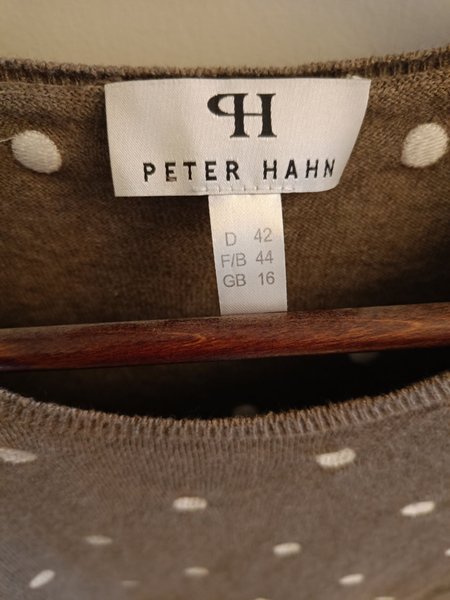 PH
PETER HAHN
D 42
F/B 44
GB 16